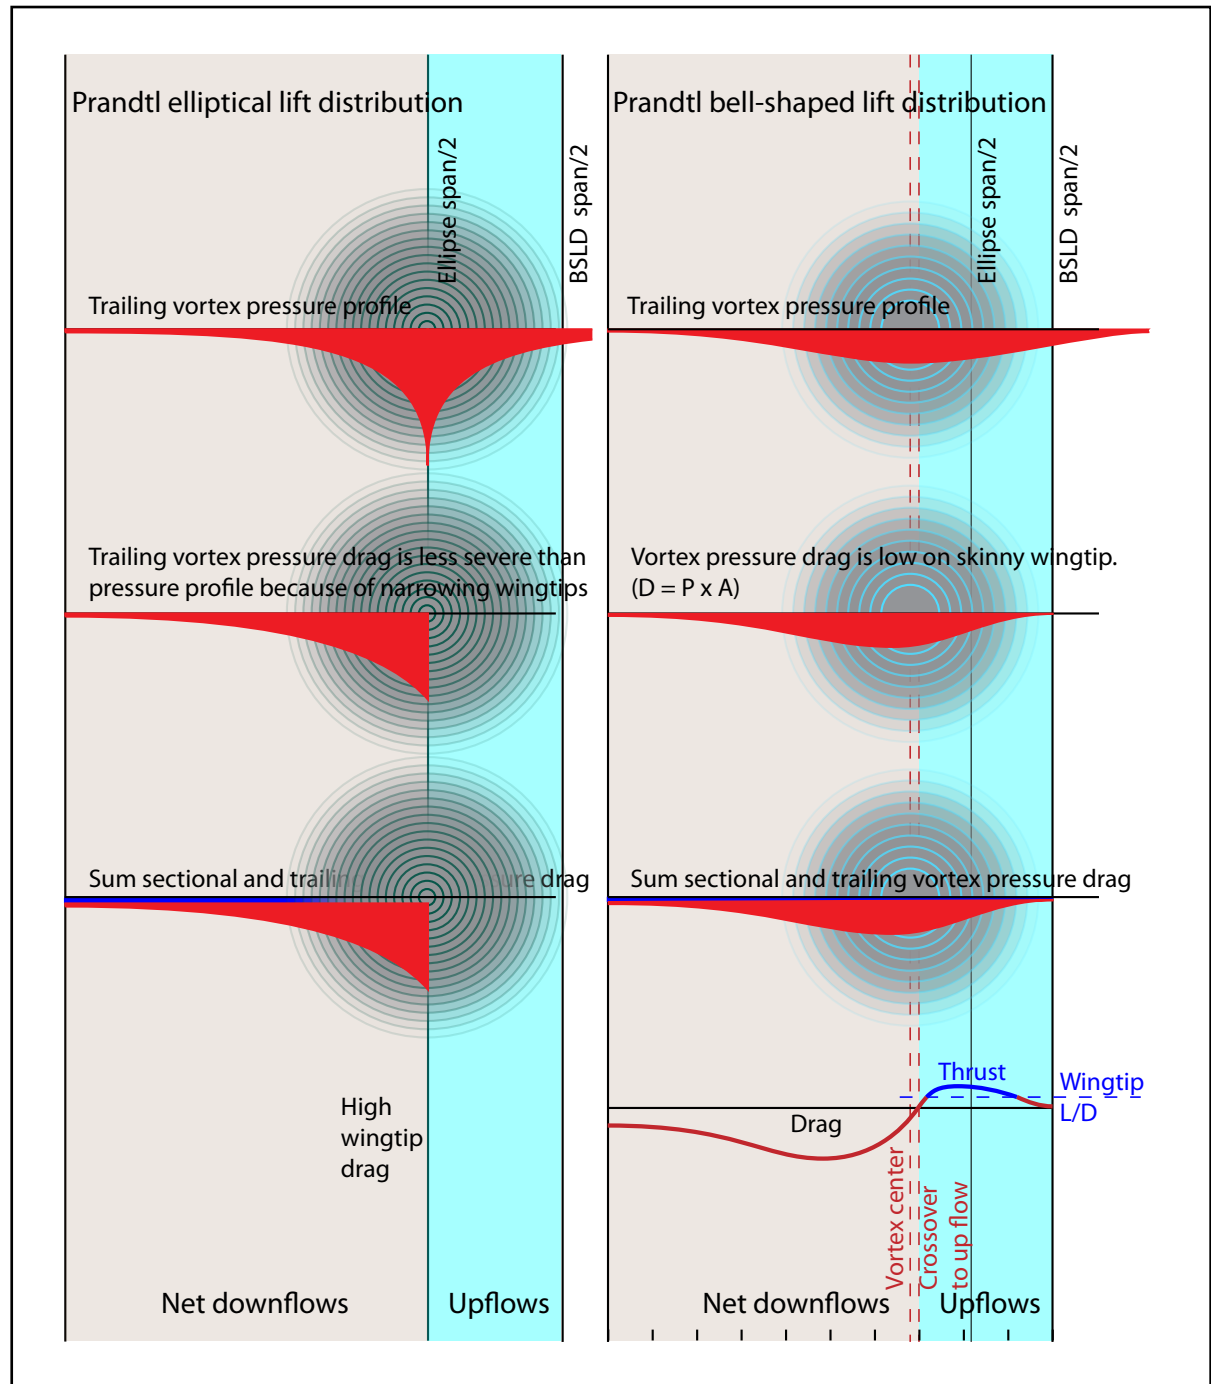 Prandtl elliptical lift distribution
Ellipse span/2
BSLD span/2
Trailing vortex pressure profile
Trailing vortex pressure drag is less severe than
pressure profile because of narrowing wingtips
Sum sectional and trailing sure drag
High
wingtip
drag
Net downflows
Upflows
Prandtl bell-shaped lift distribution
Ellipse span/2
BSLD span/2
Trailing vortex pressure profile
Vortex pressure drag is low on skinny wingtip.
(D = P x A)
Sum sectional and trailing vortex pressure drag
Thrust
Wingtip
L/D
Drag
Vortex center
Crossover
to up flow
Net downflows
Upflows